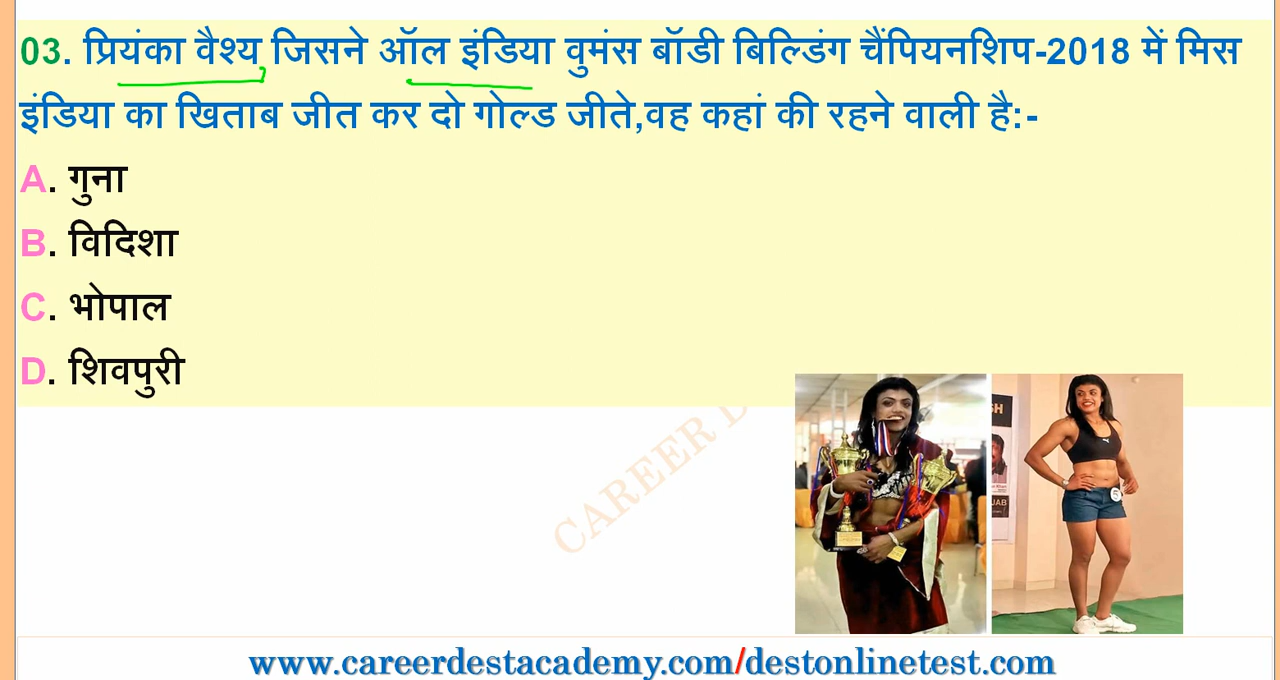 03. प्रियंका वैश्य जिसने ऑल इंडिया वुमंस बॉडी बिल्डिंग चैंपियनशिप-2018 में मिस
इंडिया का खिताब जीत कर दो गोल्ड जीते,वह कहां की रहने वाली है:-
A. गुना
B. विदिशा
C. भोपाल
D. शिवपुरी
CAREER D
www.careerdestacademy.com/destonlinetest.com